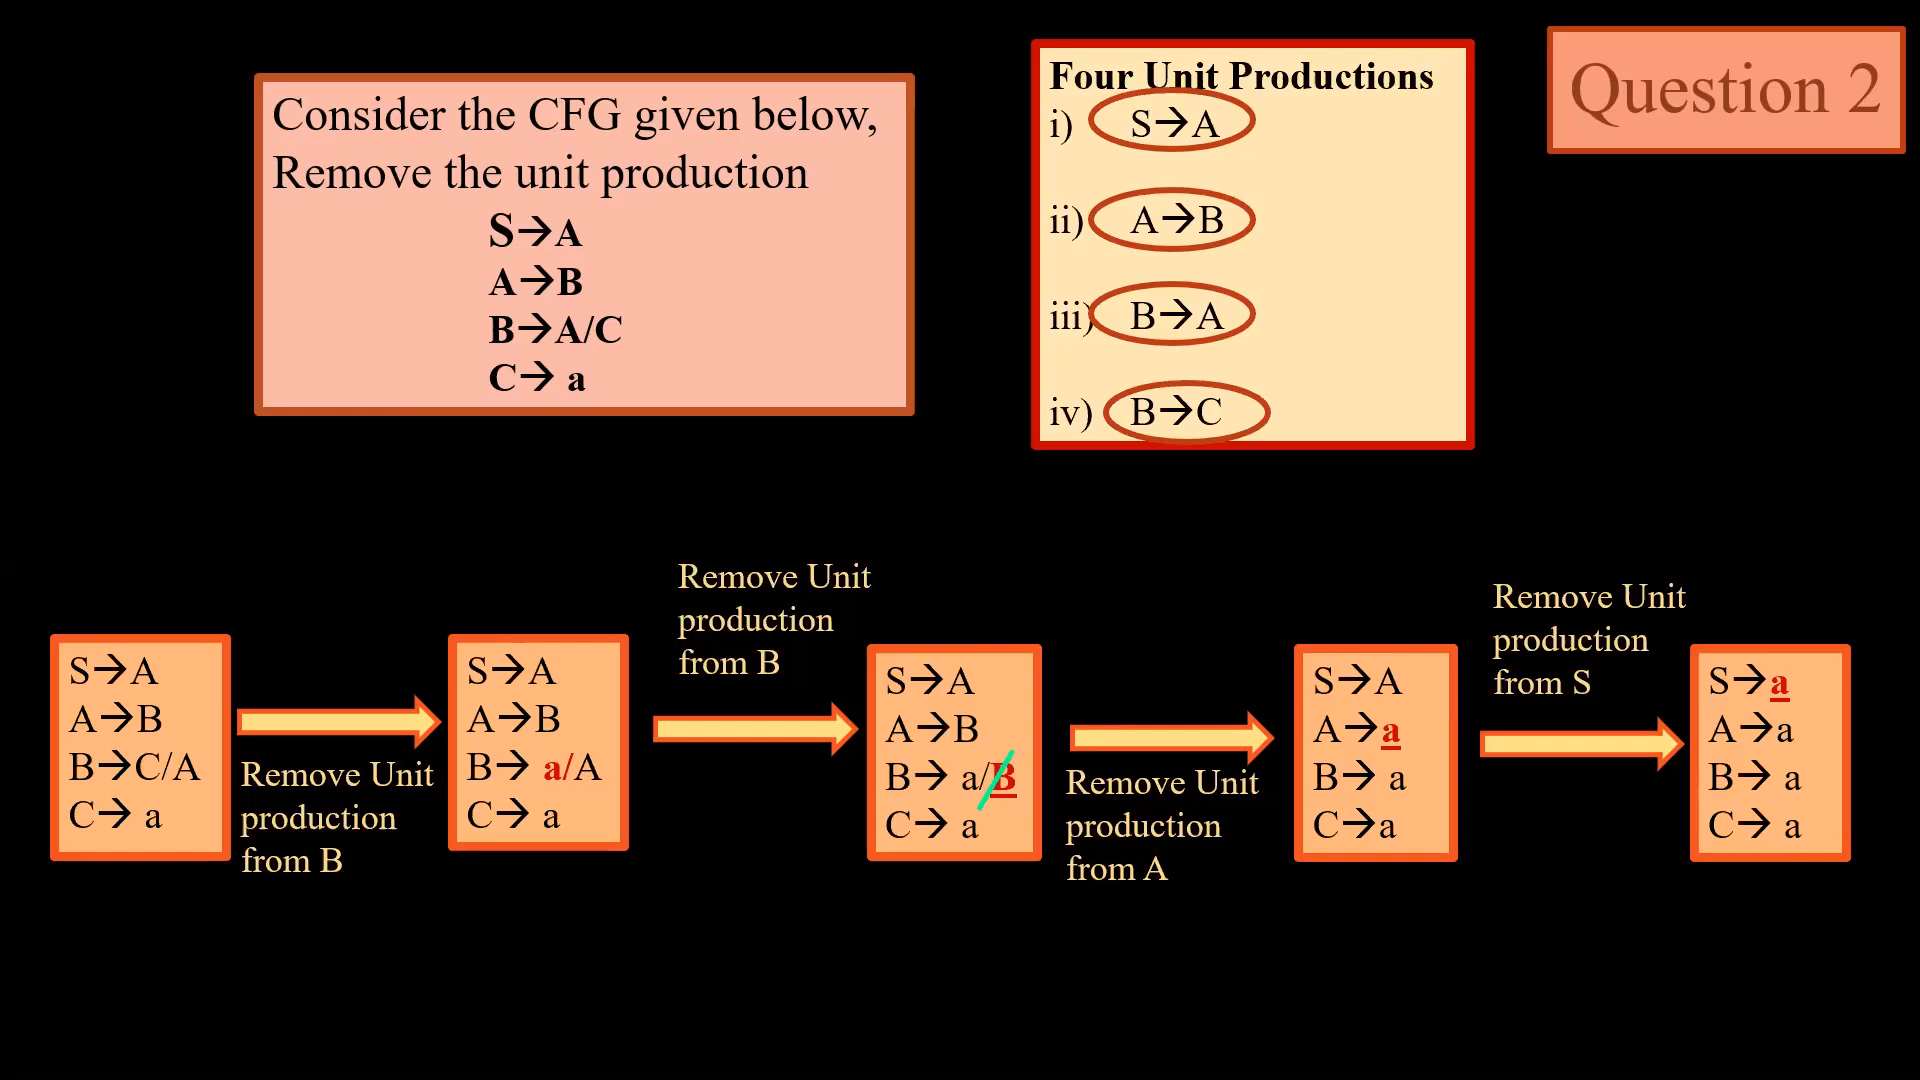 Consider the CFG given below,
Remove the unit production
S→A
A→B
B→A/C
C→ a
Four Unit Productions
i) S→A
ii) A→B
iii) B→A
iv) B→C
Question 2
S→A
A→B
B→C/A
C→ a
Remove Unit
production
from B
S→A
A→B
B→ a/A
C→ a
Remove Unit
production
from B
S→A
A→B
B→ a/B
C→ a
Remove Unit
production
from A
S→A
A→a
B→ a
C→a
Remove Unit
production
from S
S→a
A→a
B→ a
C→ a